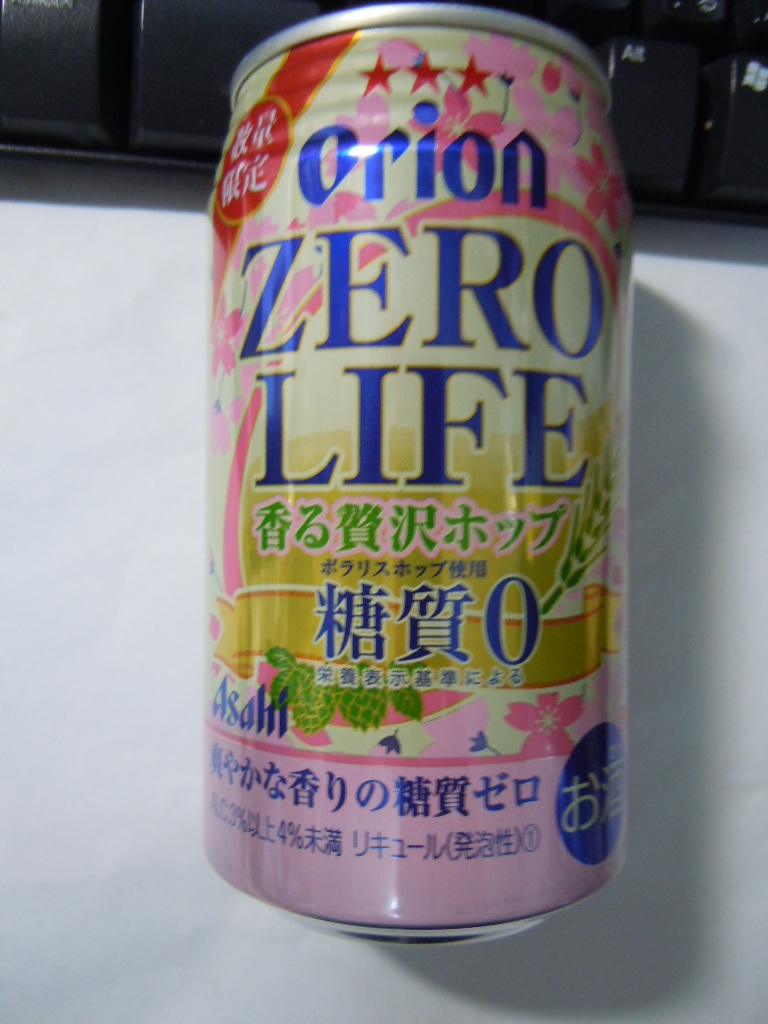 Alt
数量
限定
orion
ZERO
LIFE
香る贅沢ホップ
ポラリスホップ使用
糖質0
栄養表示基準による
Asahi
爽やかな香りの糖質ゼロ
ALC.3%以上4%未満 リキュール(発泡性)①
お酒